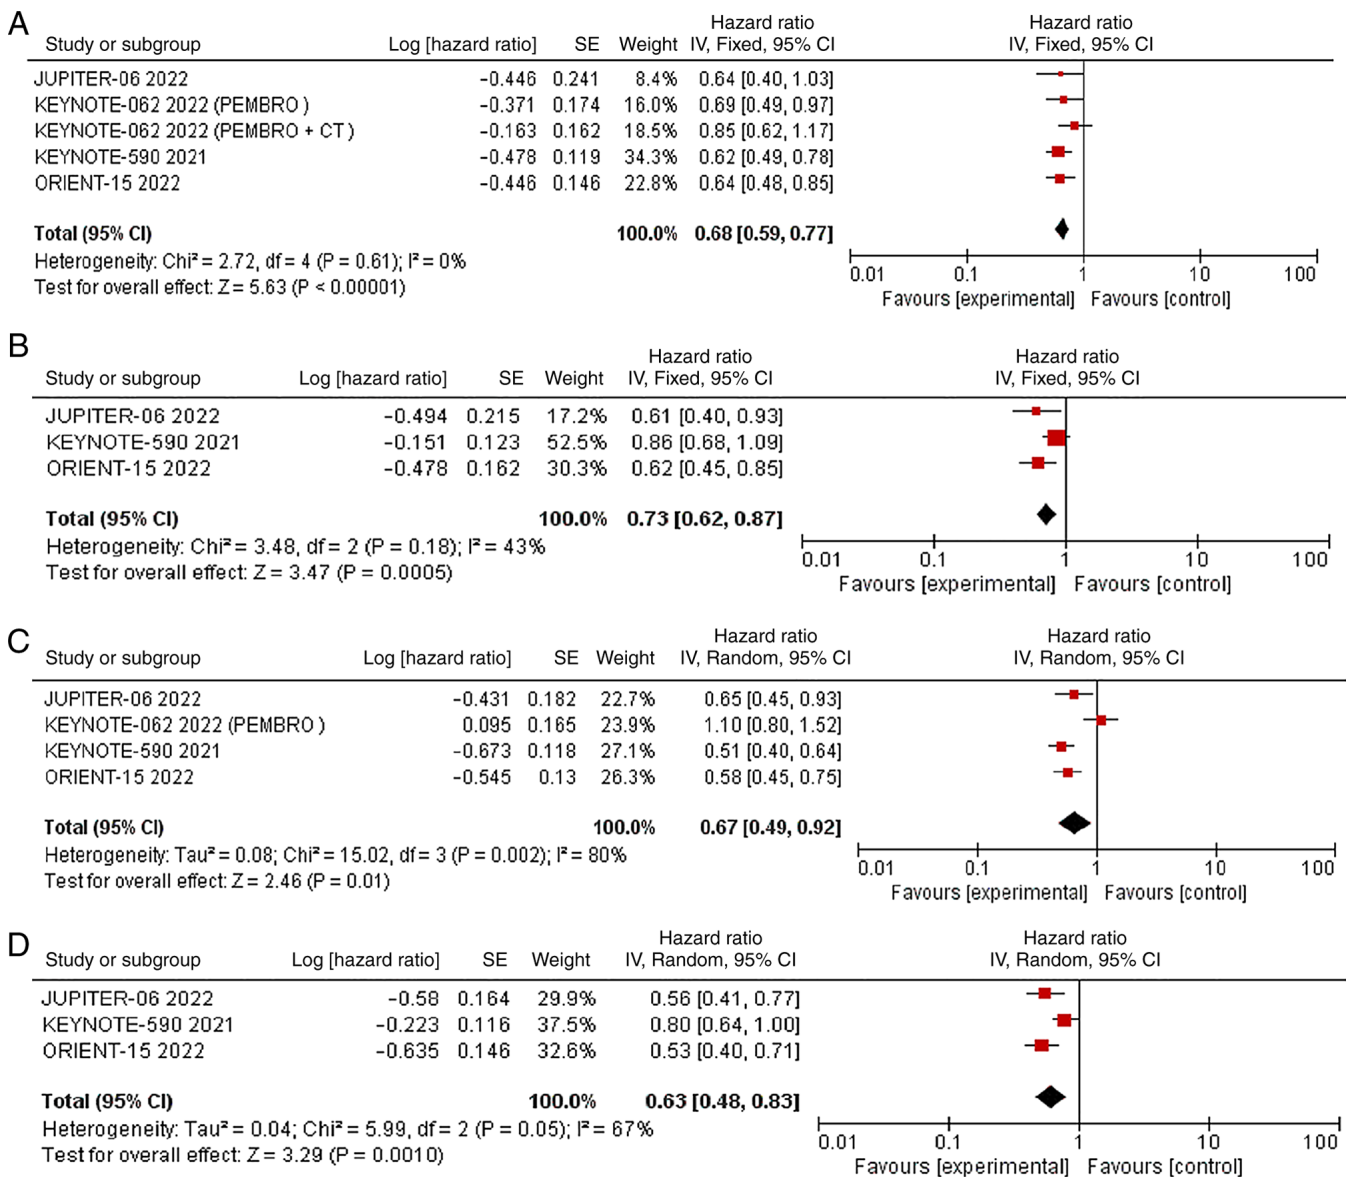 A
Hazard ratio Hazard ratio
Study or subgroup Log [hazard ratio] SE Weight IV, Fixed, 95% CI IV, Fixed, 95% CI
JUPITER-06 2022 −0.446 0.241 8.4% 0.64 [0.40, 1.03]
KEYNOTE-062 2022 (PEMBRO ) −0.371 0.174 16.0% 0.69 [0.49, 0.97]
KEYNOTE-062 2022 (PEMBRO + CT ) −0.163 0.162 18.5% 0.85 [0.62, 1.17]
KEYNOTE-590 2021 −0.478 0.119 34.3% 0.62 [0.49, 0.78]
ORIENT-15 2022 −0.446 0.146 22.8% 0.64 [0.48, 0.85]
Total (95% CI) 100.0% 0.68 [0.59, 0.77]
Heterogeneity: Chi² = 2.72, df = 4 (P = 0.61); I² = 0%
Test for overall effect: Z = 5.63 (P < 0.00001)
0.01 0.1 1 10 100
Favours [experimental] Favours [control]
B
Hazard ratio Hazard ratio
Study or subgroup Log [hazard ratio] SE Weight IV, Fixed, 95% CI IV, Fixed, 95% CI
JUPITER-06 2022 −0.494 0.215 17.2% 0.61 [0.40, 0.93]
KEYNOTE-590 2021 −0.151 0.123 52.5% 0.86 [0.68, 1.09]
ORIENT-15 2022 −0.478 0.162 30.3% 0.62 [0.45, 0.85]
Total (95% CI) 100.0% 0.73 [0.62, 0.87]
Heterogeneity: Chi² = 3.48, df = 2 (P = 0.18); I² = 43%
Test for overall effect: Z = 3.47 (P = 0.0005)
0.01 0.1 1 10 100
Favours [experimental] Favours [control]
C
Hazard ratio Hazard ratio
Study or subgroup Log [hazard ratio] SE Weight IV, Random, 95% CI IV, Random, 95% CI
JUPITER-06 2022 −0.431 0.182 22.7% 0.65 [0.45, 0.93]
KEYNOTE-062 2022 (PEMBRO ) 0.095 0.165 23.9% 1.10 [0.80, 1.52]
KEYNOTE-590 2021 −0.673 0.118 27.1% 0.51 [0.40, 0.64]
ORIENT-15 2022 −0.545 0.13 26.3% 0.58 [0.45, 0.75]
Total (95% CI) 100.0% 0.67 [0.49, 0.92]
Heterogeneity: Tau² = 0.08; Chi² = 15.02, df = 3 (P = 0.002); I² = 80%
Test for overall effect: Z = 2.46 (P = 0.01)
0.01 0.1 1 10 100
Favours [experimental] Favours [control]
D
Hazard ratio Hazard ratio
Study or subgroup Log [hazard ratio] SE Weight IV, Random, 95% CI IV, Random, 95% CI
JUPITER-06 2022 −0.58 0.164 29.9% 0.56 [0.41, 0.77]
KEYNOTE-590 2021 −0.223 0.116 37.5% 0.80 [0.64, 1.00]
ORIENT-15 2022 −0.635 0.146 32.6% 0.53 [0.40, 0.71]
Total (95% CI) 100.0% 0.63 [0.48, 0.83]
Heterogeneity: Tau² = 0.04; Chi² = 5.99, df = 2 (P = 0.05); I² = 67%
Test for overall effect: Z = 3.29 (P = 0.0010)
0.01 0.1 1 10 100
Favours [experimental] Favours [control]